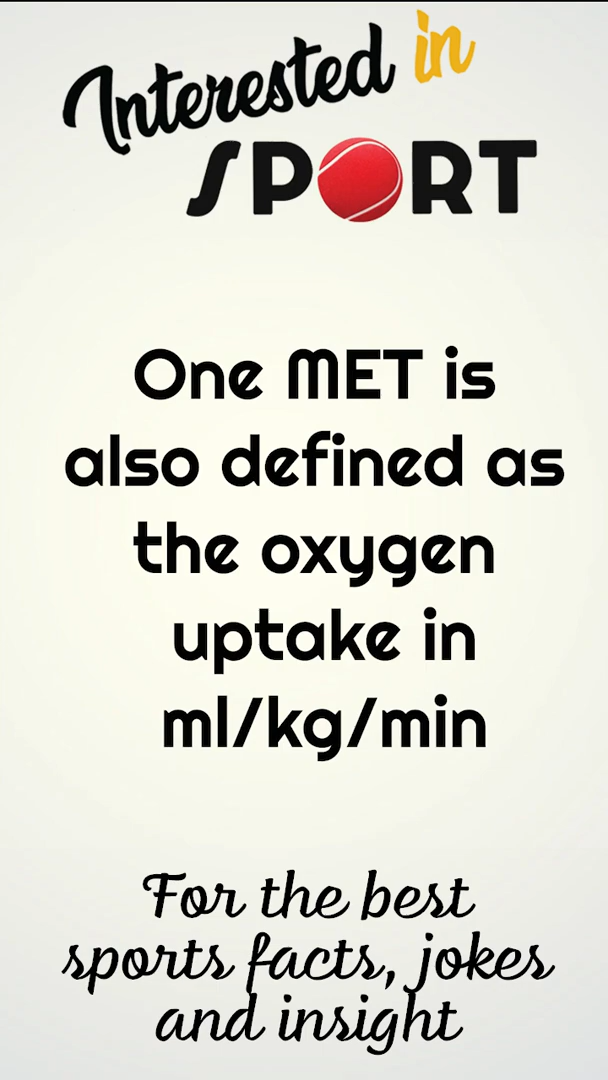 Interested in
SPORT
One MET is
also defined as
the oxygen
uptake in
ml/kg/min
For the best
sports facts, jokes
and insight